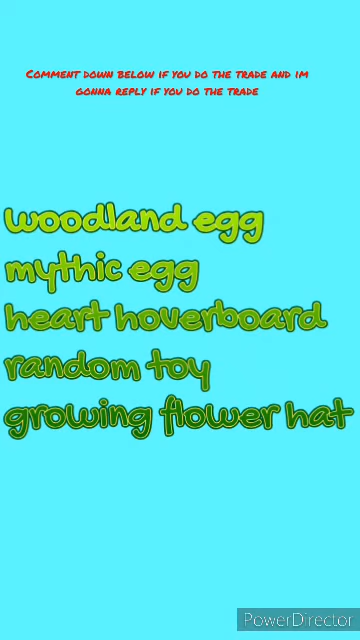 Comment down below if you do the trade and im
gonna reply if you do the trade
woodland egg
mythic egg
heart hoverboard
random toy
growing flower hat
PowerDirector